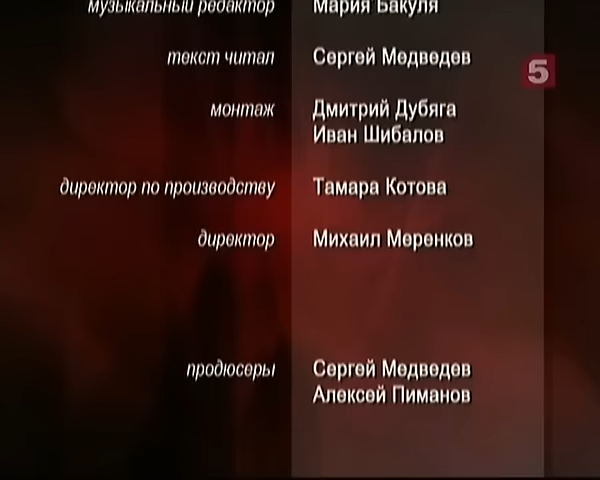 музыкальный редактор Мария Бакуля
текст читал Сергей Медведев
5
монтаж Дмитрий Дубяга
Иван Шибалов
директор по производству Тамара Котова
директор Михаил Меренков
продюсеры Сергей Медведев
Алексей Пиманов